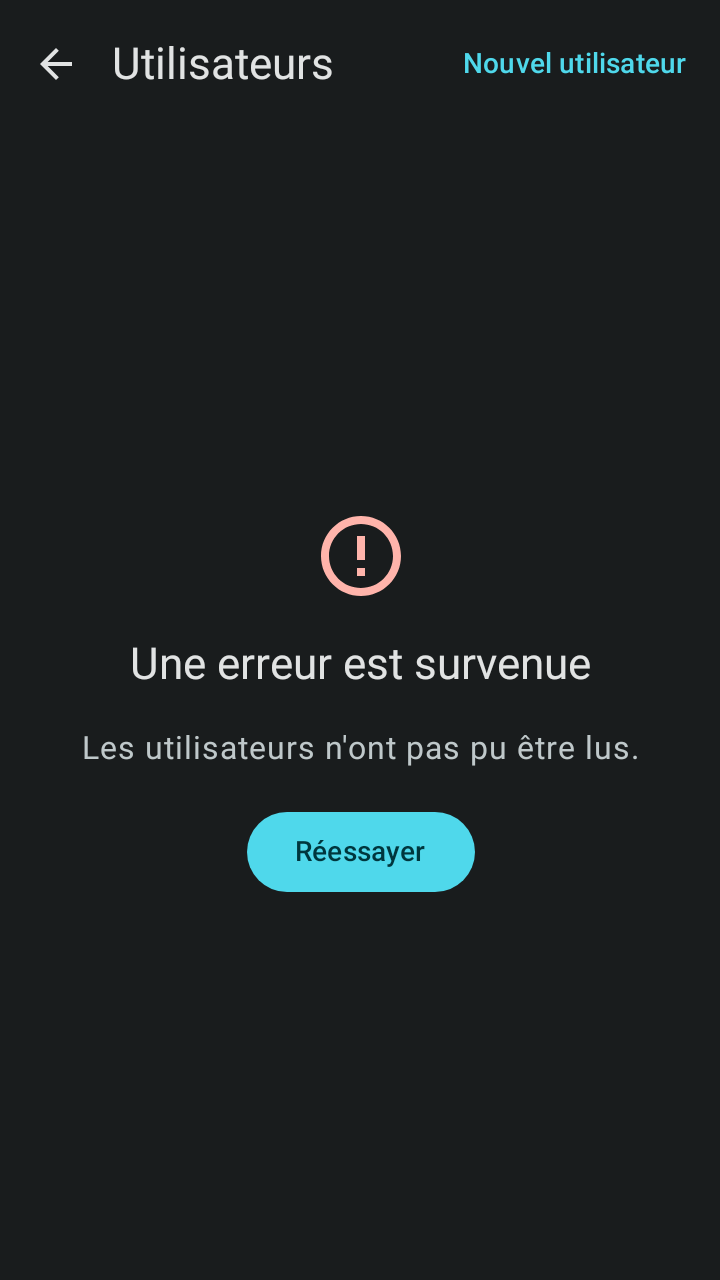 Utilisateurs
Nouvel utilisateur
Une erreur est survenue
Les utilisateurs n'ont pas pu être lus.
Réessayer